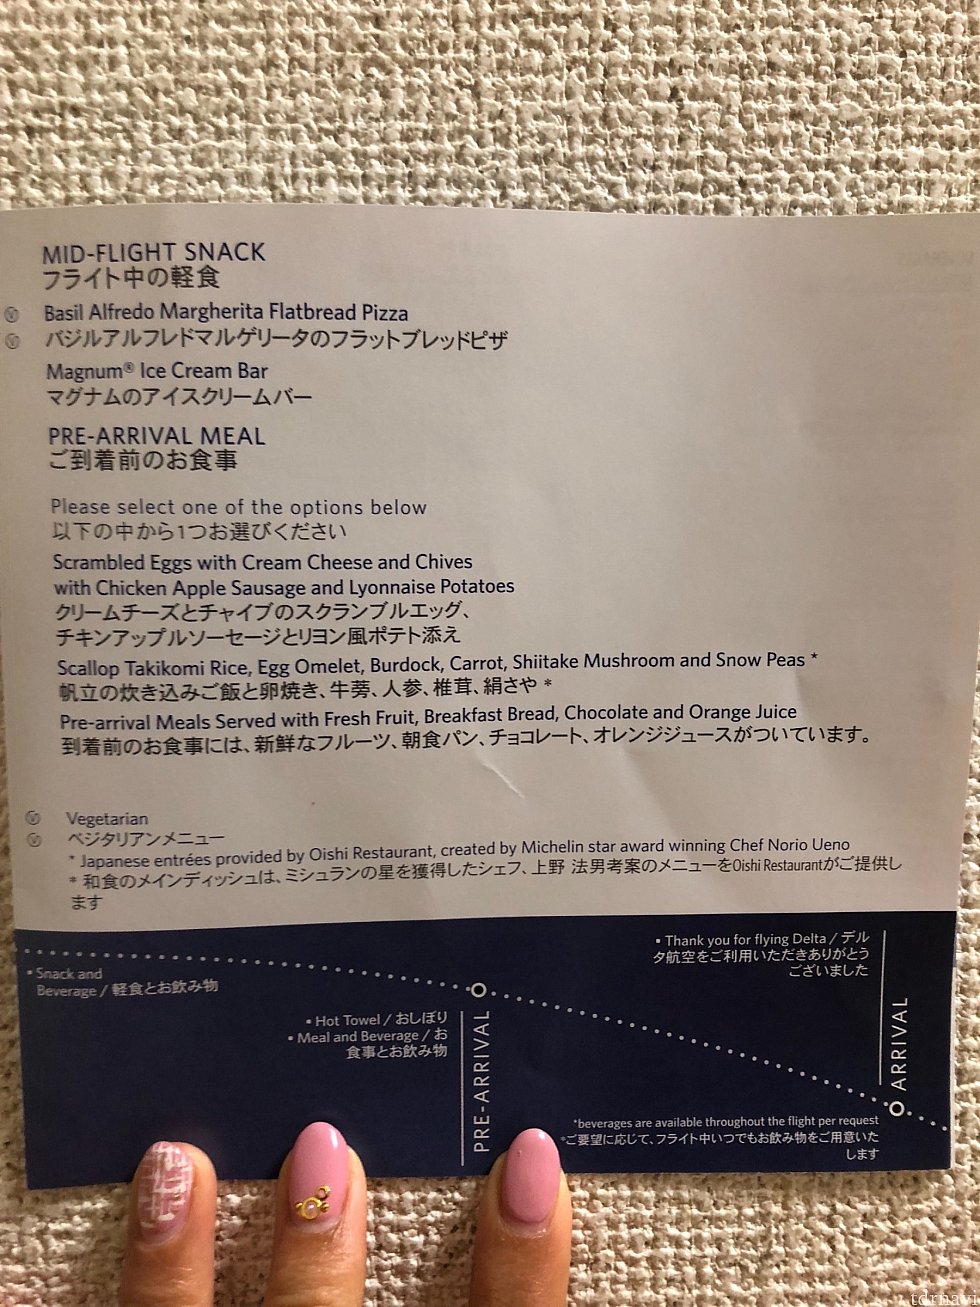 MID-FLIGHT SNACK
フライト中の軽食
Ⓥ Basil Alfredo Margherita Flatbread Pizza
Ⓥ バジルアルフレドマルゲリータのフラットブレッドピザ
Magnum® Ice Cream Bar
マグナムのアイスクリームバー
PRE-ARRIVAL MEAL
ご到着前のお食事
Please select one of the options below
以下の中から1つお選びください
Scrambled Eggs with Cream Cheese and Chives
with Chicken Apple Sausage and Lyonnaise Potatoes
クリームチーズとチャイブのスクランブルエッグ、
チキンアップルソーセージとリヨン風ポテト添え
Scallop Takikomi Rice, Egg Omelet, Burdock, Carrot, Shiitake Mushroom and Snow Peas *
帆立の炊き込みご飯と卵焼き、牛蒡、人参、椎茸、絹さや *
Pre-arrival Meals Served with Fresh Fruit, Breakfast Bread, Chocolate and Orange Juice
到着前のお食事には、新鮮なフルーツ、朝食パン、チョコレート、オレンジジュースがついています。
Ⓥ Vegetarian
Ⓥ ベジタリアンメニュー
* Japanese entrées provided by Oishi Restaurant, created by Michelin star award winning Chef Norio Ueno
* 和食のメインディッシュは、ミシュランの星を獲得したシェフ、上野 法男考案のメニューをOishi Restaurantがご提供し
ます
• Snack and
Beverage / 軽食とお飲み物
• Hot Towel / おしぼり
• Meal and Beverage / お
食事とお飲み物
PRE-ARRIVAL
• Thank you for flying Delta / デル
タ航空をご利用いただきありがとう
ございました
ARRIVAL
*beverages are available throughout the flight per request
*ご要望に応じて、フライト中いつでもお飲み物をご用意いた
します
tdrnavi